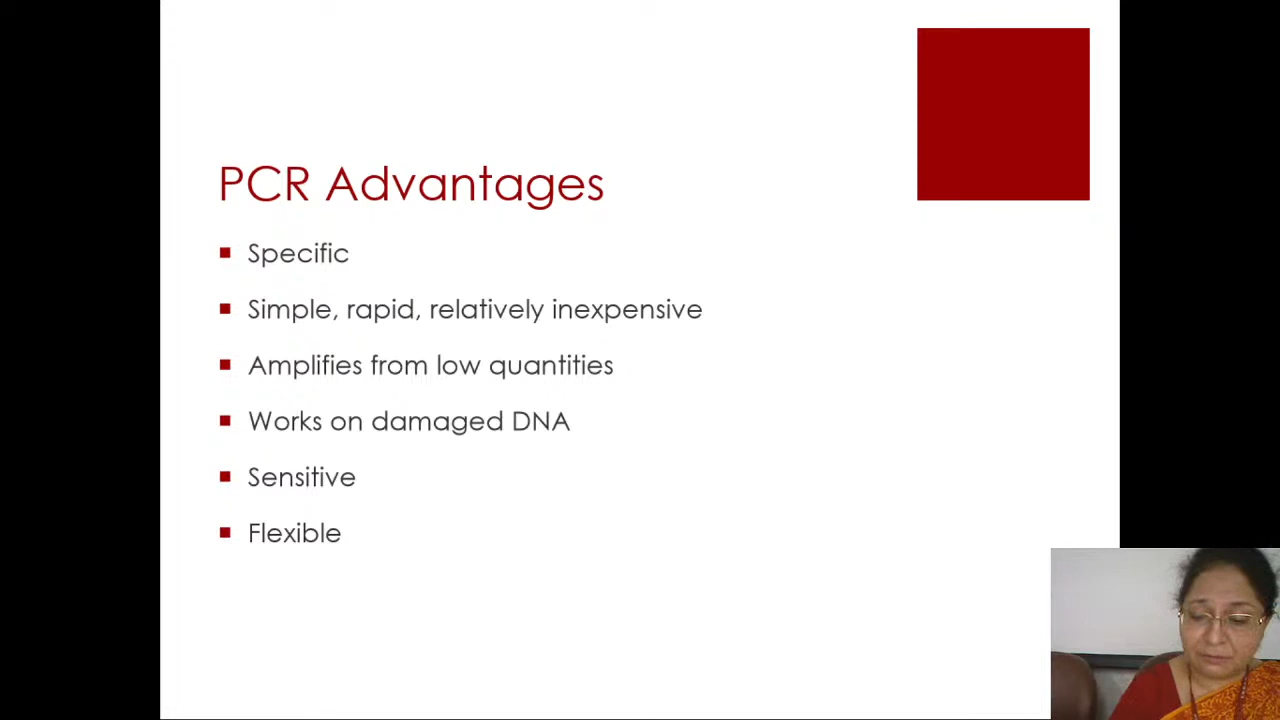 PCR Advantages
Specific
Simple, rapid, relatively inexpensive
Amplifies from low quantities
Works on damaged DNA
Sensitive
Flexible